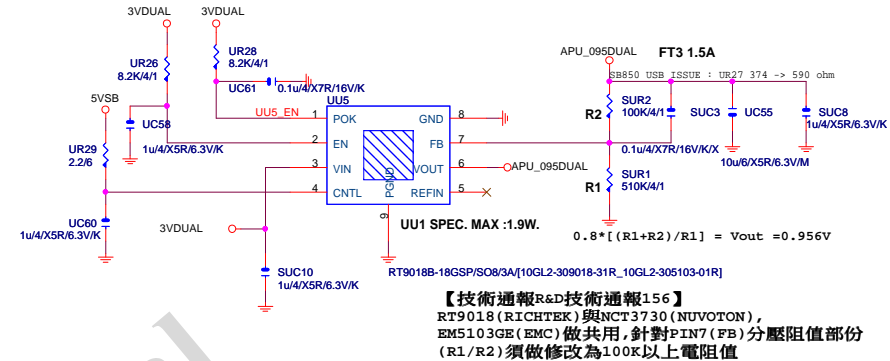 3VDUAL
3VDUAL
APU_095DUAL
FT3 1.5A
SB850 USB ISSUE : UR27 374 -> 590 ohm
UR26
8.2K/4/1
UR28
8.2K/4/1
UC61
0.1u/4/X7R/16V/K
5VSB
UC58
1u/4/X5R/6.3V/K
UR29
2.2/6
UC60
1u/4/X5R/6.3V/K
UU5_EN
UU5
1 POK GND 8
2 EN FB 7
3 VIN VOUT 6
4 CNTL REFIN 5
PGND
9
APU_095DUAL
3VDUAL
SUC10
1u/4/X5R/6.3V/K
UU1 SPEC. MAX :1.9W.
R2
SUR2
100K/4/1
SUC3
0.1u/4/X7R/16V/K/X
UC55
10u/6/X5R/6.3V/M
SUC8
1u/4/X5R/6.3V/K
R1
SUR1
510K/4/1
0.8*[(R1+R2)/R1] = Vout =0.956V
RT9018B-18GSP/SO8/3A/[10GL2-309018-31R_10GL2-305103-01R]
【技術通報R&D技術通報156】
RT9018(RICHTEK)與NCT3730(NUVOTON),
EM5103GE(EMC)做共用,針對PIN7(FB)分壓阻值部份
(R1/R2)須做修改為100K以上電阻值